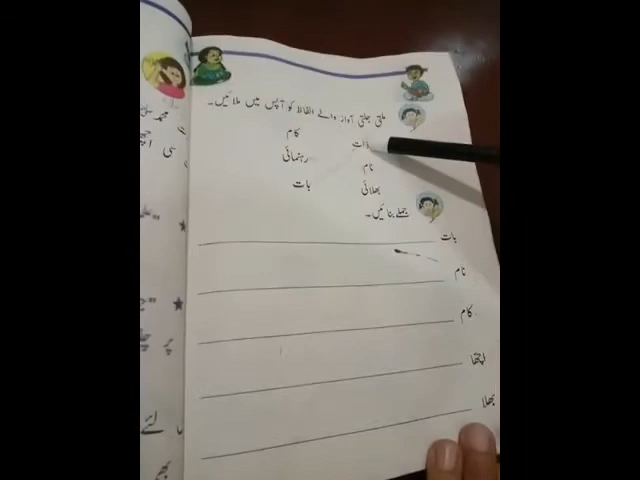 ملتی جلتی آواز والے الفاظ کو آپس میں ملائیں۔
ذات کام
نام رہنمائی
بھلائی بات
جملے بنائیں۔
بات
نام
کام
اچھا
بھلا